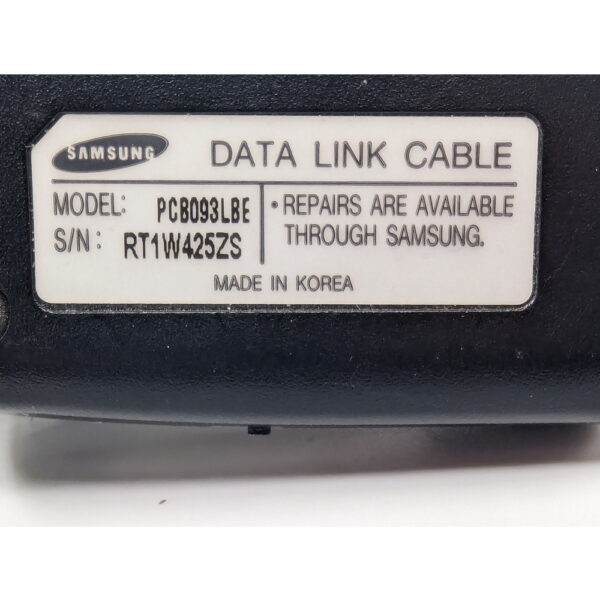 SAMSUNG DATA LINK CABLE
MODEL: PCB093LBE
S/N: RT1W425ZS
• REPAIRS ARE AVAILABLE
THROUGH SAMSUNG.
MADE IN KOREA